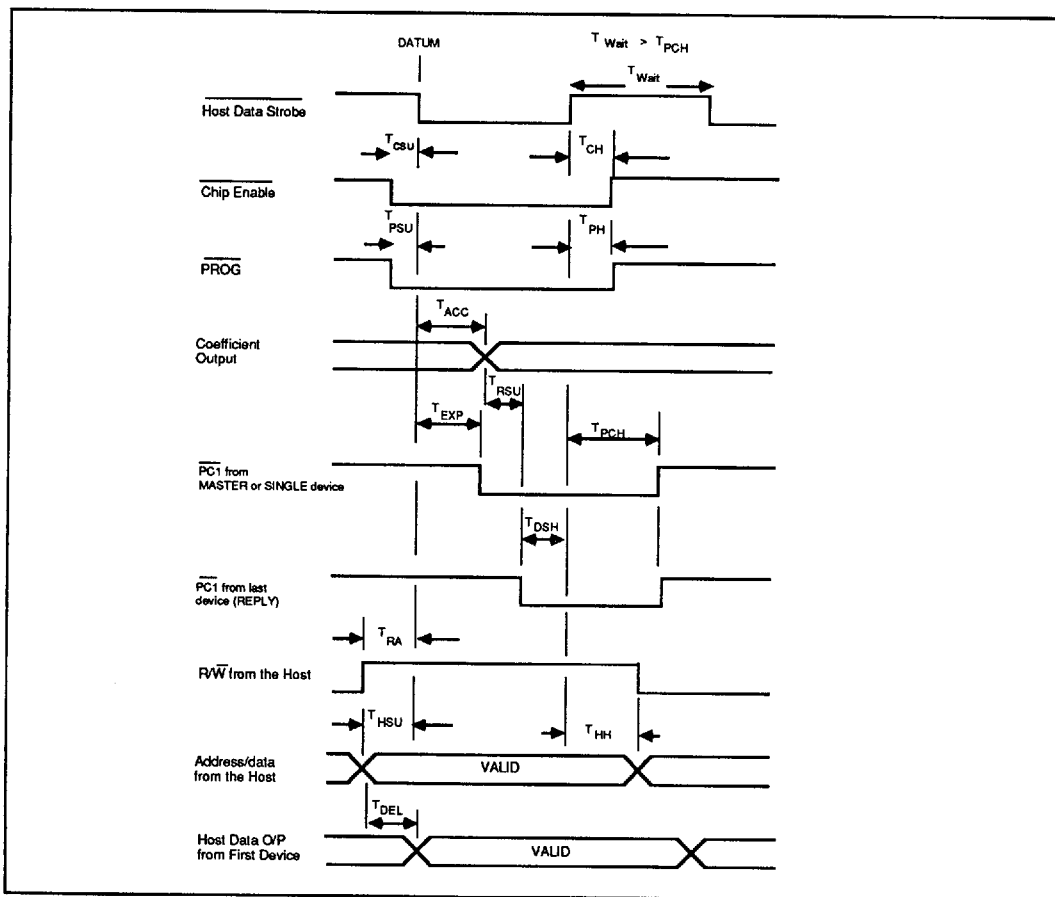 DATUM
T Wait > T PCH
T Wait
Host Data Strobe
T CSU
T CH
Chip Enable
T PSU
T PH
PROG
T ACC
Coefficient
Output
T RSU
T EXP
T PCH
PC1 from
MASTER or SINGLE device
T DSH
PC1 from last
device (REPLY)
T RA
R/W from the Host
T HSU
T HH
Address/data
from the Host
VALID
T DEL
Host Data O/P
from First Device
VALID